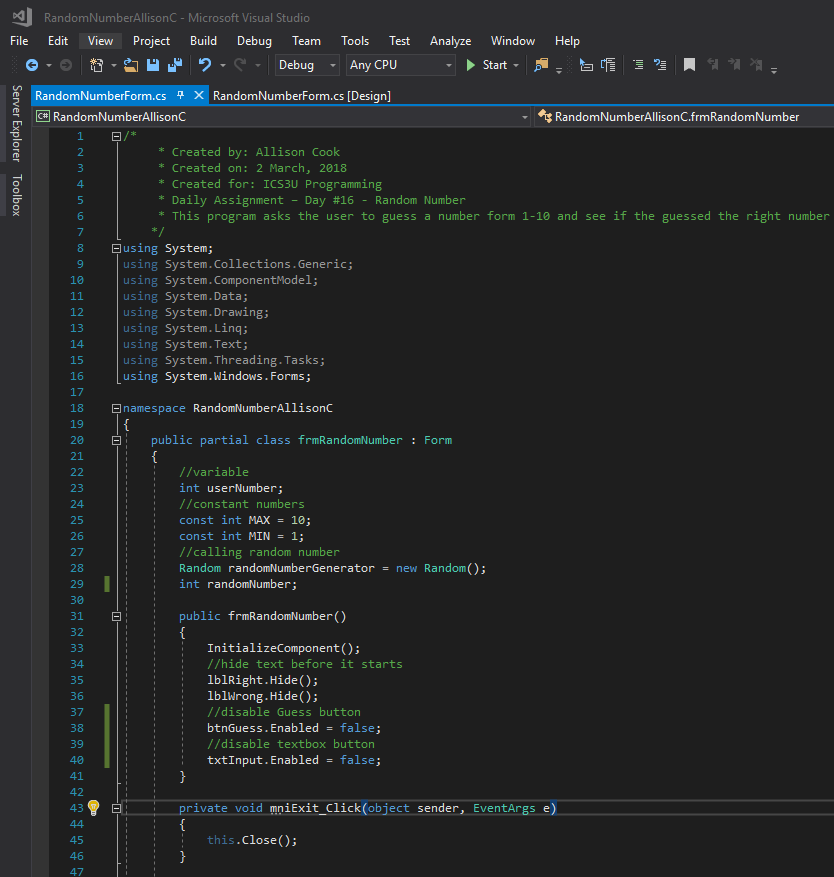 RandomNumberAllisonC - Microsoft Visual Studio
File Edit View Project Build Debug Team Tools Test Analyze Window Help
Debug Any CPU Start
Server Explorer
Toolbox
RandomNumberForm.cs RandomNumberForm.cs [Design]
C# RandomNumberAllisonC RandomNumberAllisonC.frmRandomNumber
1 /*
2 * Created by: Allison Cook
3 * Created on: 2 March, 2018
4 * Created for: ICS3U Programming
5 * Daily Assignment – Day #16 - Random Number
6 * This program asks the user to guess a number form 1-10 and see if the guessed the right number
7 */
8 using System;
9 using System.Collections.Generic;
10 using System.ComponentModel;
11 using System.Data;
12 using System.Drawing;
13 using System.Linq;
14 using System.Text;
15 using System.Threading.Tasks;
16 using System.Windows.Forms;
17
18 namespace RandomNumberAllisonC
19 {
20 public partial class frmRandomNumber : Form
21 {
22 //variable
23 int userNumber;
24 //constant numbers
25 const int MAX = 10;
26 const int MIN = 1;
27 //calling random number
28 Random randomNumberGenerator = new Random();
29 int randomNumber;
30
31 public frmRandomNumber()
32 {
33 InitializeComponent();
34 //hide text before it starts
35 lblRight.Hide();
36 lblWrong.Hide();
37 //disable Guess button
38 btnGuess.Enabled = false;
39 //disable textbox button
40 txtInput.Enabled = false;
41 }
42
43 private void mniExit_Click(object sender, EventArgs e)
44 {
45 this.Close();
46 }
47